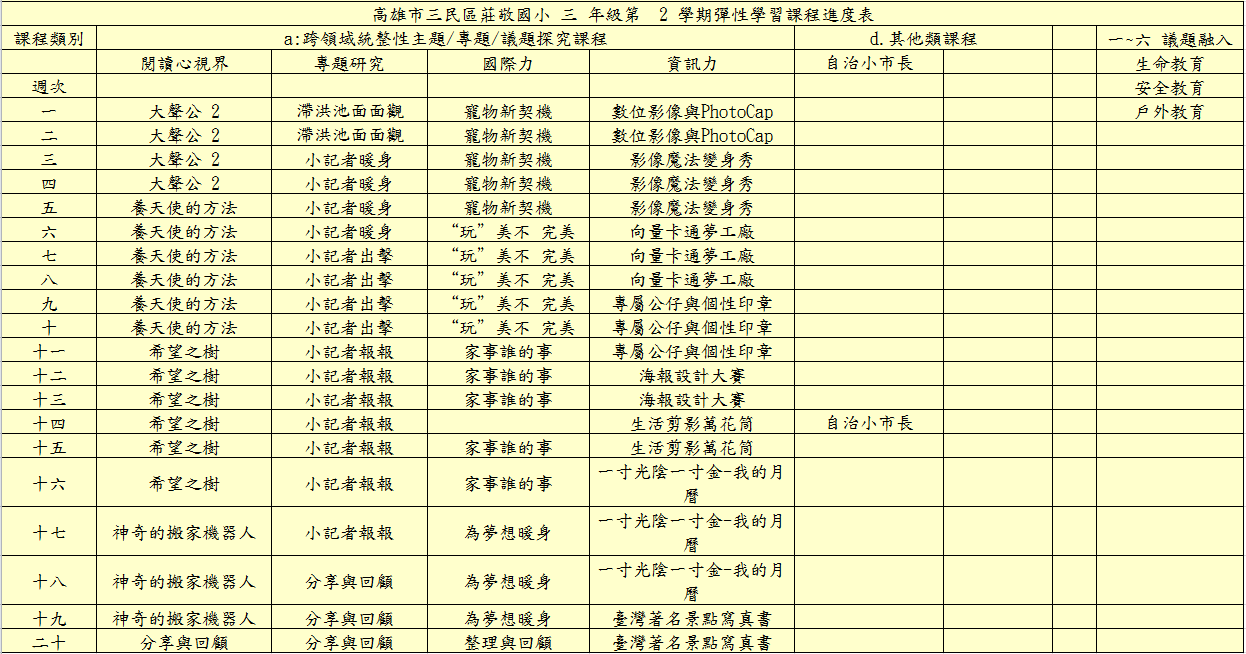 高雄市三民區莊敬國小 三 年級第 2 學期彈性學習課程進度表
課程類別 a:跨領域統整性主題/專題/議題探究課程 d.其他類課程 一~六 議題融入
閱讀心視界 專題研究 國際力 資訊力 自治小市長 生命教育
週次 安全教育
一 大聲公 2 滯洪池面面觀 寵物新契機 數位影像與PhotoCap 戶外教育
二 大聲公 2 滯洪池面面觀 寵物新契機 數位影像與PhotoCap
三 大聲公 2 小記者暖身 寵物新契機 影像魔法變身秀
四 大聲公 2 小記者暖身 寵物新契機 影像魔法變身秀
五 養天使的方法 小記者暖身 寵物新契機 影像魔法變身秀
六 養天使的方法 小記者暖身 “玩”美不 完美 向量卡通夢工廠
七 養天使的方法 小記者出擊 “玩”美不 完美 向量卡通夢工廠
八 養天使的方法 小記者出擊 “玩”美不 完美 向量卡通夢工廠
九 養天使的方法 小記者出擊 “玩”美不 完美 專屬公仔與個性印章
十 養天使的方法 小記者出擊 “玩”美不 完美 專屬公仔與個性印章
十一 希望之樹 小記者報報 家事誰的事 專屬公仔與個性印章
十二 希望之樹 小記者報報 家事誰的事 海報設計大賽
十三 希望之樹 小記者報報 家事誰的事 海報設計大賽
十四 希望之樹 小記者報報 生活剪影萬花筒 自治小市長
十五 希望之樹 小記者報報 家事誰的事 生活剪影萬花筒
十六 希望之樹 小記者報報 家事誰的事 一寸光陰一寸金-我的月
曆
十七 神奇的搬家機器人 小記者報報 為夢想暖身 一寸光陰一寸金-我的月
曆
十八 神奇的搬家機器人 分享與回顧 為夢想暖身 一寸光陰一寸金-我的月
曆
十九 神奇的搬家機器人 分享與回顧 為夢想暖身 臺灣著名景點寫真書
二十 分享與回顧 分享與回顧 整理與回顧 臺灣著名景點寫真書